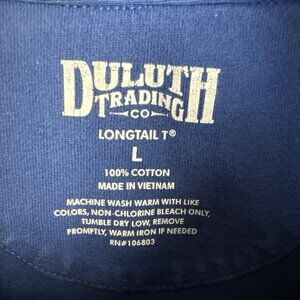 DULUTH
TRADING
CO
LONGTAIL T®
L
100% COTTON
MADE IN VIETNAM
MACHINE WASH WARM WITH LIKE
COLORS, NON-CHLORINE BLEACH ONLY,
TUMBLE DRY LOW, REMOVE
PROMPTLY, WARM IRON IF NEEDED
RN#106803